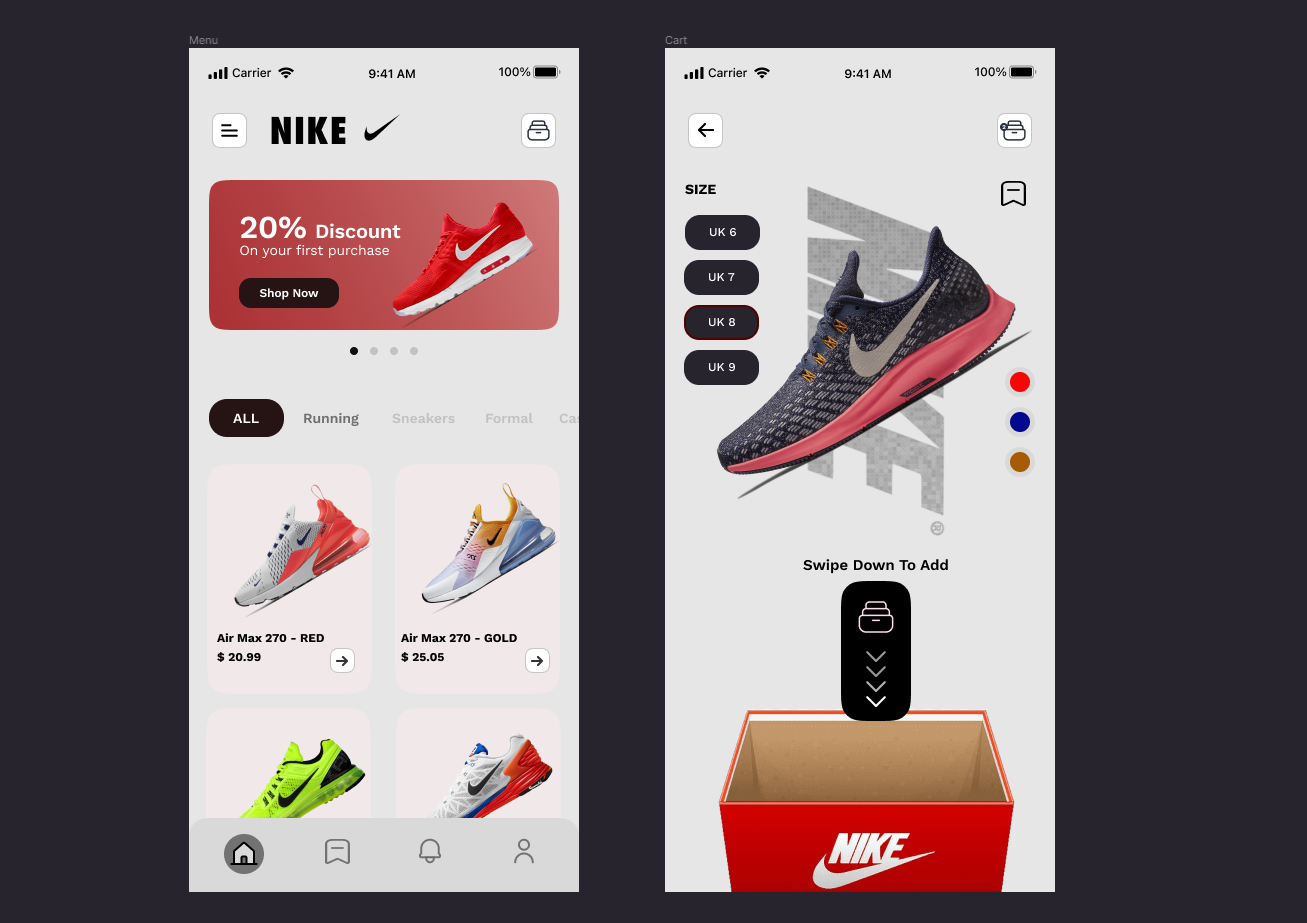 Menu
Carrier
9:41 AM
100%
NIKE
20% Discount
On your first purchase
Shop Now
ALL
Running
Sneakers
Formal
Cas
Air Max 270 - RED
$ 20.99
Air Max 270 - GOLD
$ 25.05
Cart
Carrier
9:41 AM
100%
SIZE
UK 6
UK 7
UK 8
UK 9
NIKE
Swipe Down To Add
NIKE